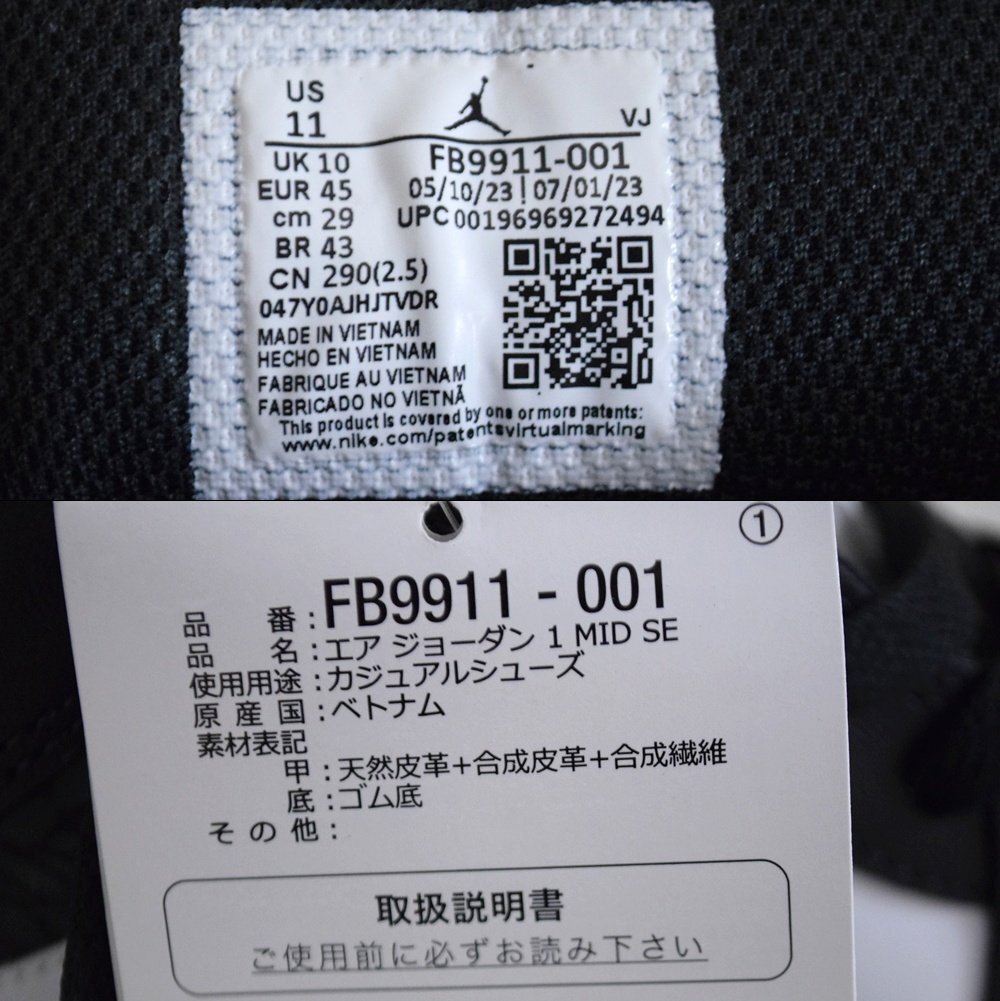 US
11
VJ
UK 10
FB9911-001
EUR 45
05/10/23 | 07/01/23
cm 29
UPC 00196969272494
BR 43
CN 290(2.5)
047Y0AJHJTVDR
MADE IN VIETNAM
HECHO EN VIETNAM
FABRIQUE AU VIETNAM
FABRICADO NO VIETNÃ
This product is covered by one or more patents:
www.nike.com/patentsvirtualmarking
①
品 番：FB9911 - 001
品 名：エア ジョーダン 1 MID SE
使用用途：カジュアルシューズ
原 産 国：ベトナム
素材表記
甲：天然皮革+合成皮革+合成繊維
底：ゴム底
そ の 他：
取扱説明書
ご使用前に必ずお読み下さい